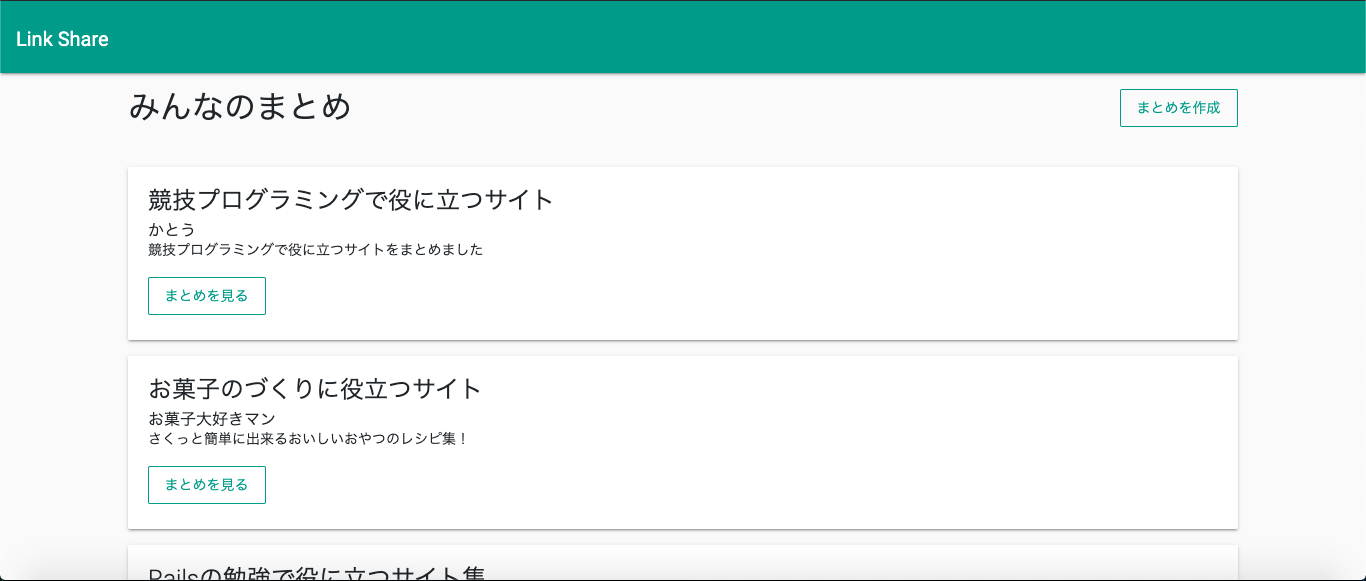 Link Share
みんなのまとめ
まとめを作成
競技プログラミングで役に立つサイト
かとう
競技プログラミングで役に立つサイトをまとめました
まとめを見る
お菓子のづくりに役立つサイト
お菓子大好きマン
さくっと簡単に出来るおいしいおやつのレシピ集！
まとめを見る
Railsの勉強で役に立つサイト集